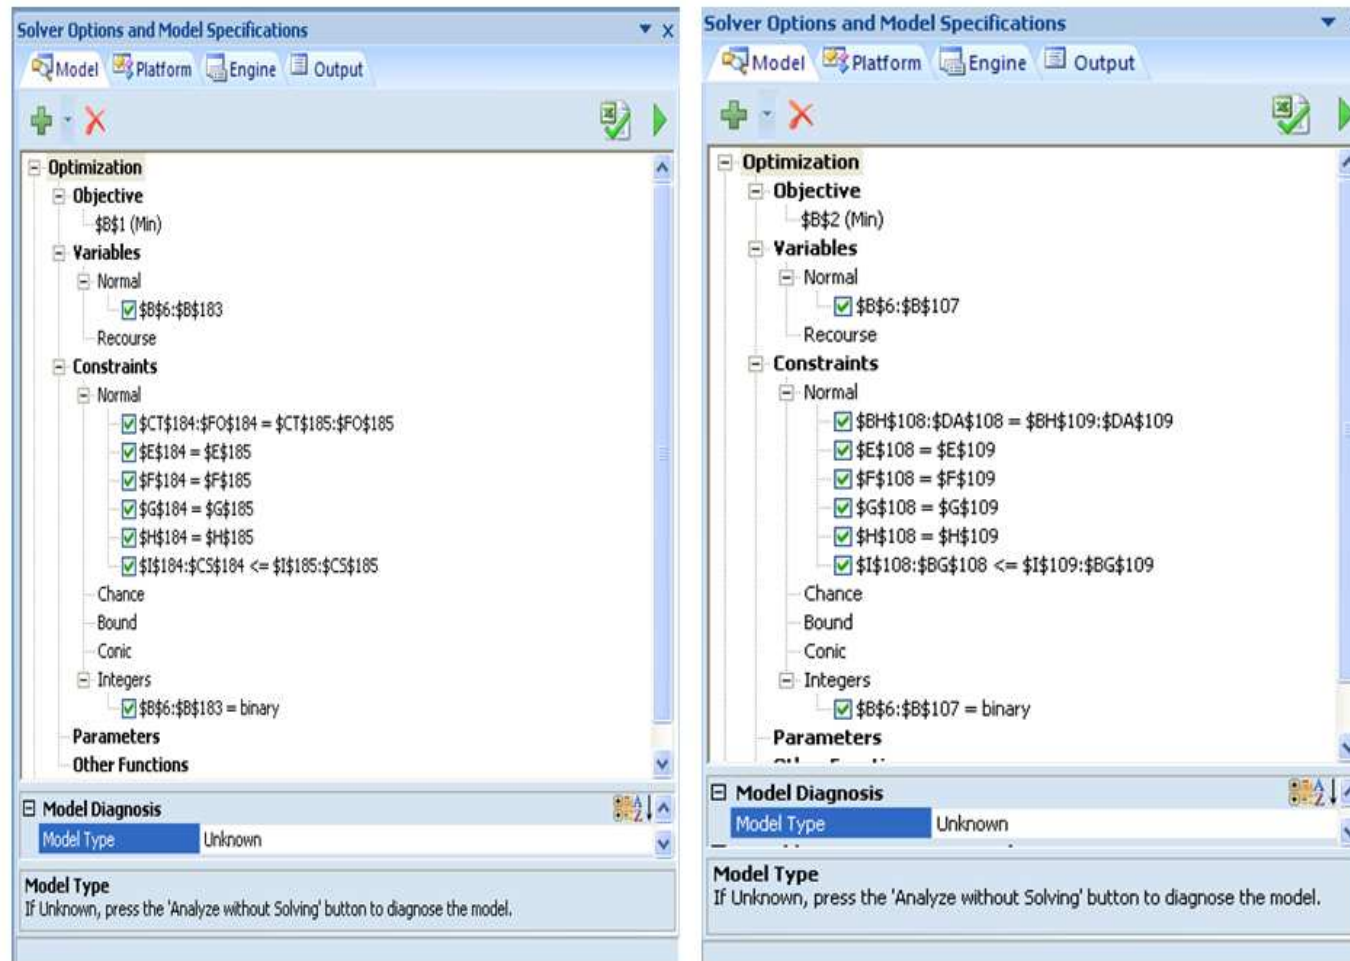 Solver Options and Model Specifications
Model Platform Engine Output
Optimization
Objective
$B$1 (Min)
Variables
Normal
$B$6:$B$183
Recourse
Constraints
Normal
$CT$184:$FO$184 = $CT$185:$FO$185
$E$184 = $E$185
$F$184 = $F$185
$G$184 = $G$185
$H$184 = $H$185
$I$184:$CS$184 <= $I$185:$CS$185
Chance
Bound
Conic
Integers
$B$6:$B$183 = binary
Parameters
Other Functions
Model Diagnosis
Model Type Unknown
Model Type
If Unknown, press the 'Analyze without Solving' button to diagnose the model.
Solver Options and Model Specifications
Model Platform Engine Output
Optimization
Objective
$B$2 (Min)
Variables
Normal
$B$6:$B$107
Recourse
Constraints
Normal
$BH$108:$DA$108 = $BH$109:$DA$109
$E$108 = $E$109
$F$108 = $F$109
$G$108 = $G$109
$H$108 = $H$109
$I$108:$BG$108 <= $I$109:$BG$109
Chance
Bound
Conic
Integers
$B$6:$B$107 = binary
Parameters
Model Diagnosis
Model Type Unknown
Model Type
If Unknown, press the 'Analyze without Solving' button to diagnose the model.